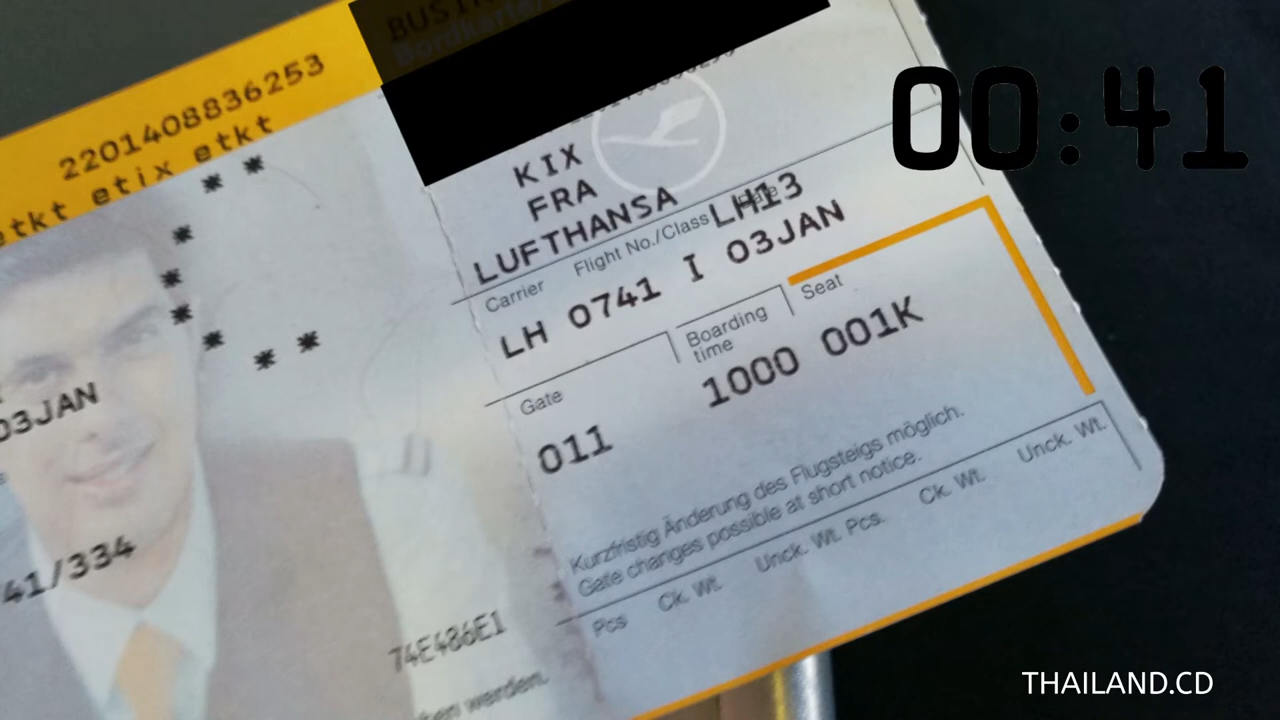 2201408836253
etkt etix etkt
* *
*
*
*
*
* *
03JAN
41/334
74E486E1
KIX
FRA
LUFTHANSA LH13
Carrier Flight No./Class
LH 0741 I 03JAN
Gate Boarding time Seat
011 1000 001K
Kurzfristig Änderung des Flugsteigs möglich.
Gate changes possible at short notice.
Pcs Ck. Wt. Unck. Wt. Pcs. Ck. Wt. Unck. Wt.
werden.
00:41
THAILAND.CD